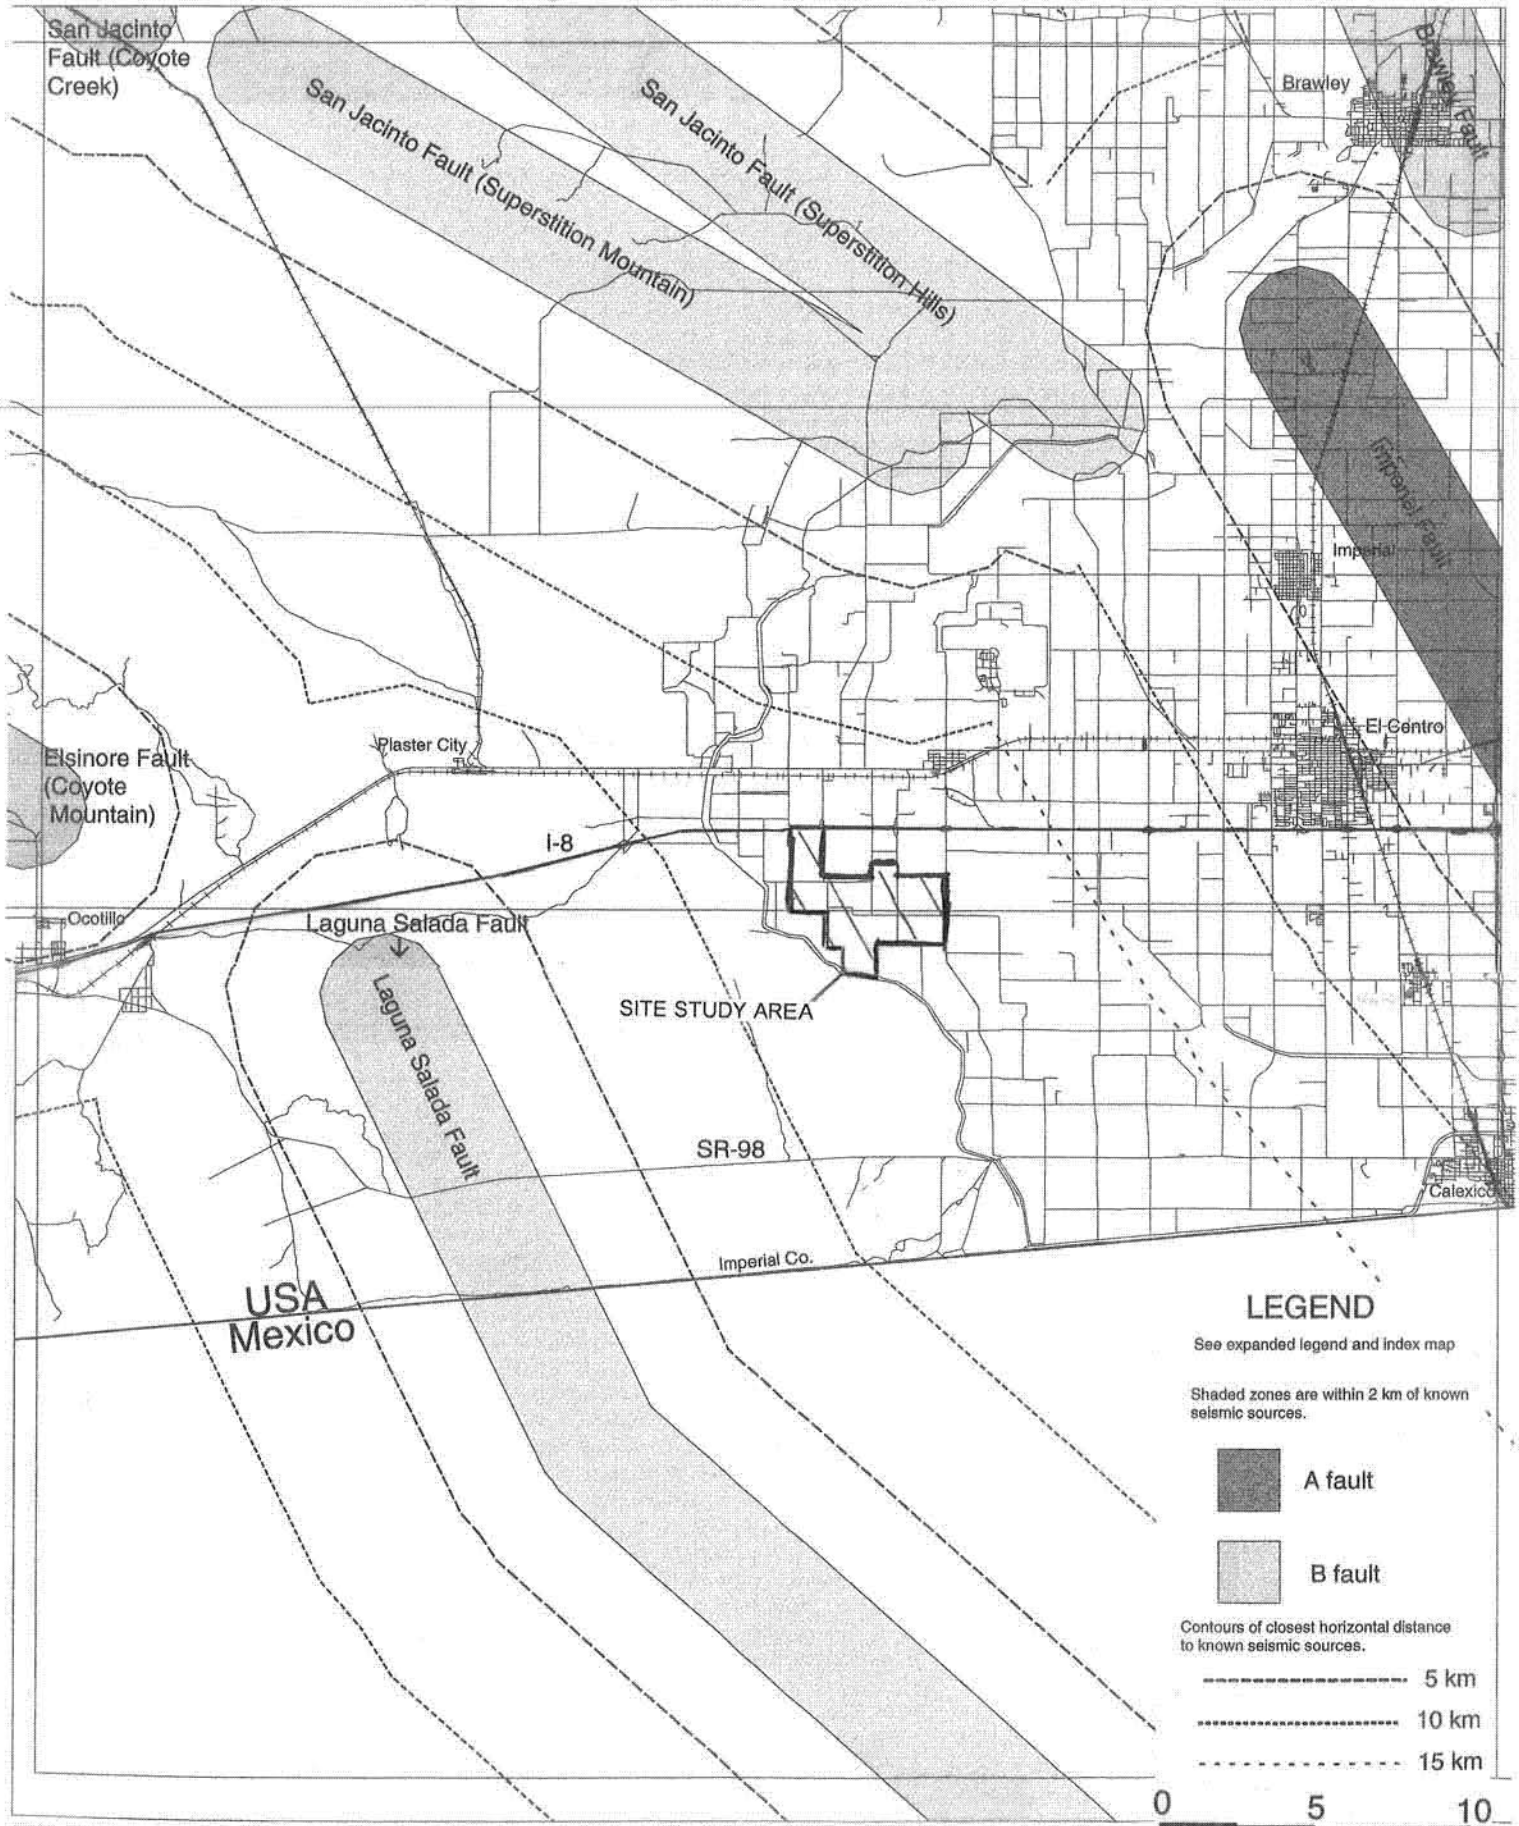 San Jacinto
Fault (Coyote
Creek)
San Jacinto Fault (Superstition Mountain)
San Jacinto Fault (Superstition Hills)
Brawley
Brawley Fault
Imperial Fault
Imperial
El Centro
Plaster City
Elsinore Fault
(Coyote
Mountain)
I-8
Ocotillo
Laguna Salada Fault
Laguna Salada Fault
SITE STUDY AREA
SR-98
Calexico
Imperial Co.
USA
Mexico
LEGEND
See expanded legend and index map
Shaded zones are within 2 km of known
seismic sources.
A fault
B fault
Contours of closest horizontal distance
to known seismic sources.
5 km
10 km
15 km
0 5 10